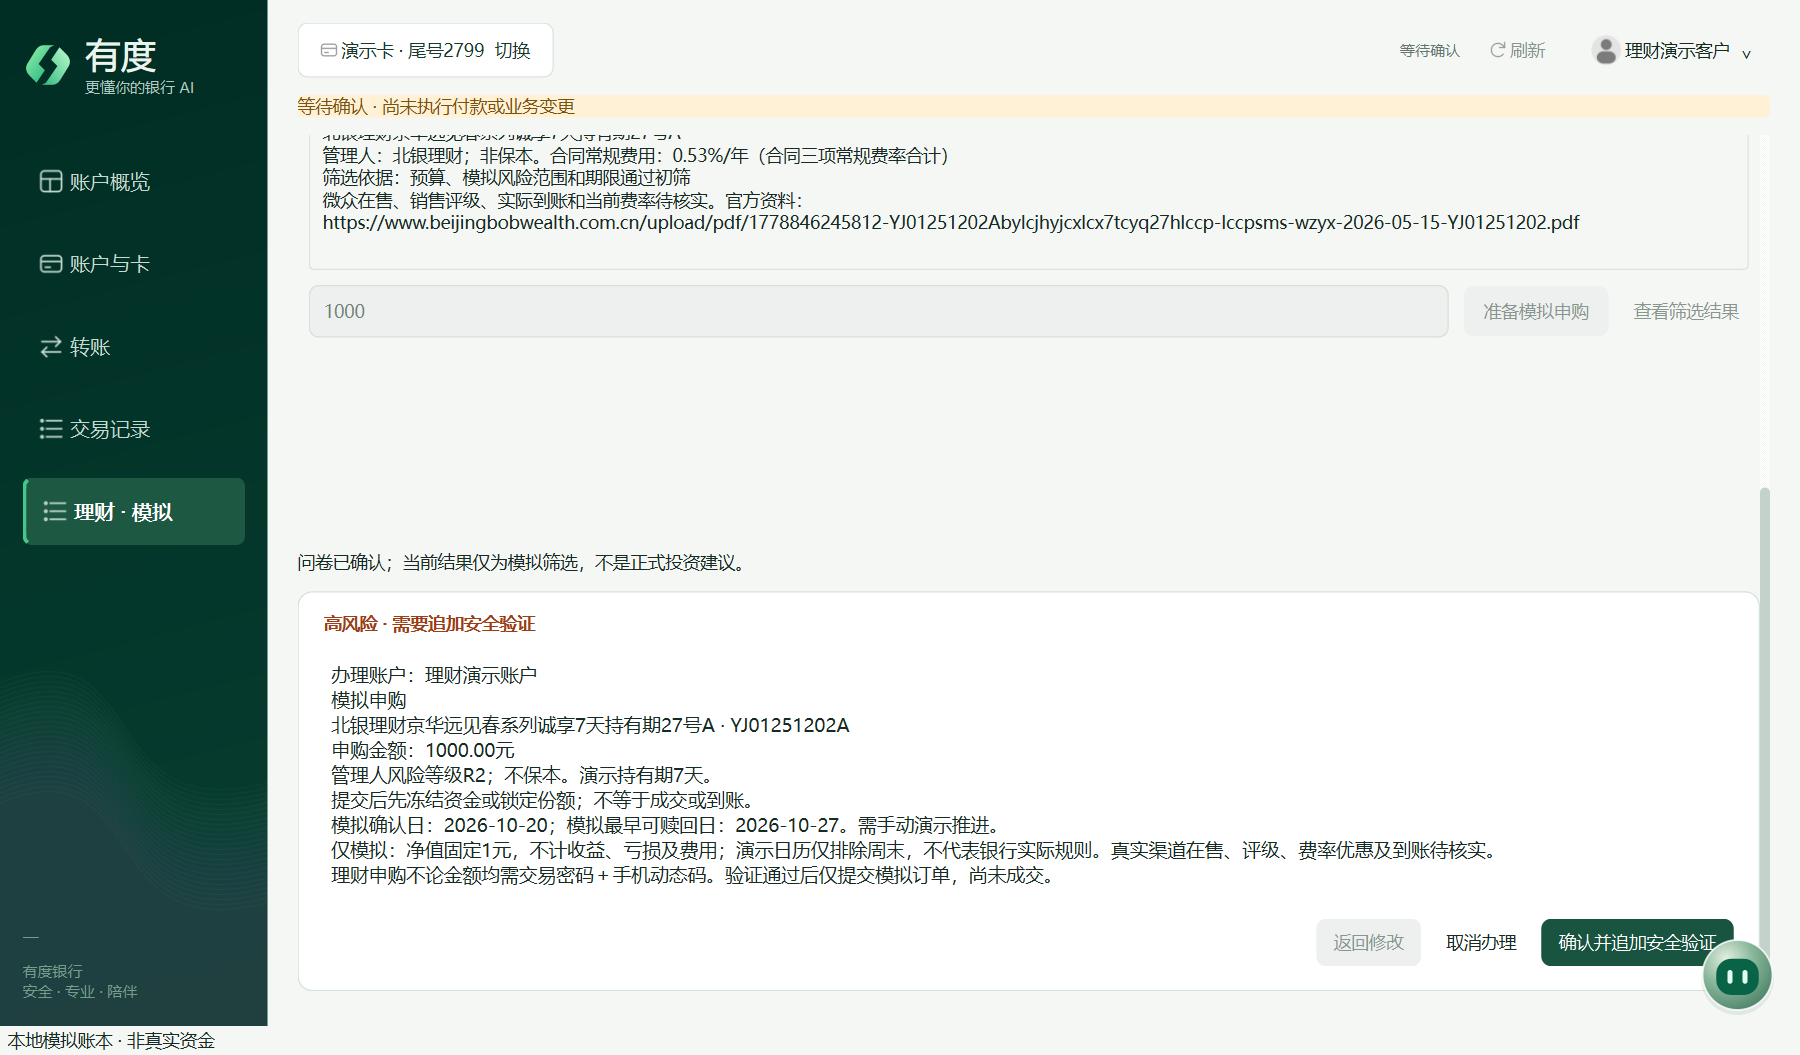 有度
更懂你的银行 AI
账户概览
账户与卡
转账
交易记录
理财 · 模拟
有度银行
安全 · 专业 · 陪伴
本地模拟账本 · 非真实资金
演示卡 · 尾号2799 切换
等待确认
刷新
理财演示客户
等待确认 · 尚未执行付款或业务变更
北银理财京华远见春系列诚享7天持有期27号A
管理人：北银理财；非保本。合同常规费用：0.53%/年（合同三项常规费率合计）
筛选依据：预算、模拟风险范围和期限通过初筛
微众在售、销售评级、实际到账和当前费率待核实。官方资料：
https://www.beijingbobwealth.com.cn/upload/pdf/1778846245812-YJ01251202Abylcjhyjcxlcx7tcyq27hlccp-lccpsms-wzyx-2026-05-15-YJ01251202.pdf
1000
准备模拟申购
查看筛选结果
问卷已确认；当前结果仅为模拟筛选，不是正式投资建议。
高风险 · 需要追加安全验证
办理账户：理财演示账户
模拟申购
北银理财京华远见春系列诚享7天持有期27号A · YJ01251202A
申购金额：1000.00元
管理人风险等级R2；不保本。演示持有期7天。
提交后先冻结资金或锁定份额；不等于成交或到账。
模拟确认日：2026-10-20；模拟最早可赎回日：2026-10-27。需手动演示推进。
仅模拟：净值固定1元，不计收益、亏损及费用；演示日历仅排除周末，不代表银行实际规则。真实渠道在售、评级、费率优惠及到账待核实。
理财申购不论金额均需交易密码＋手机动态码。验证通过后仅提交模拟订单，尚未成交。
返回修改
取消办理
确认并追加安全验证